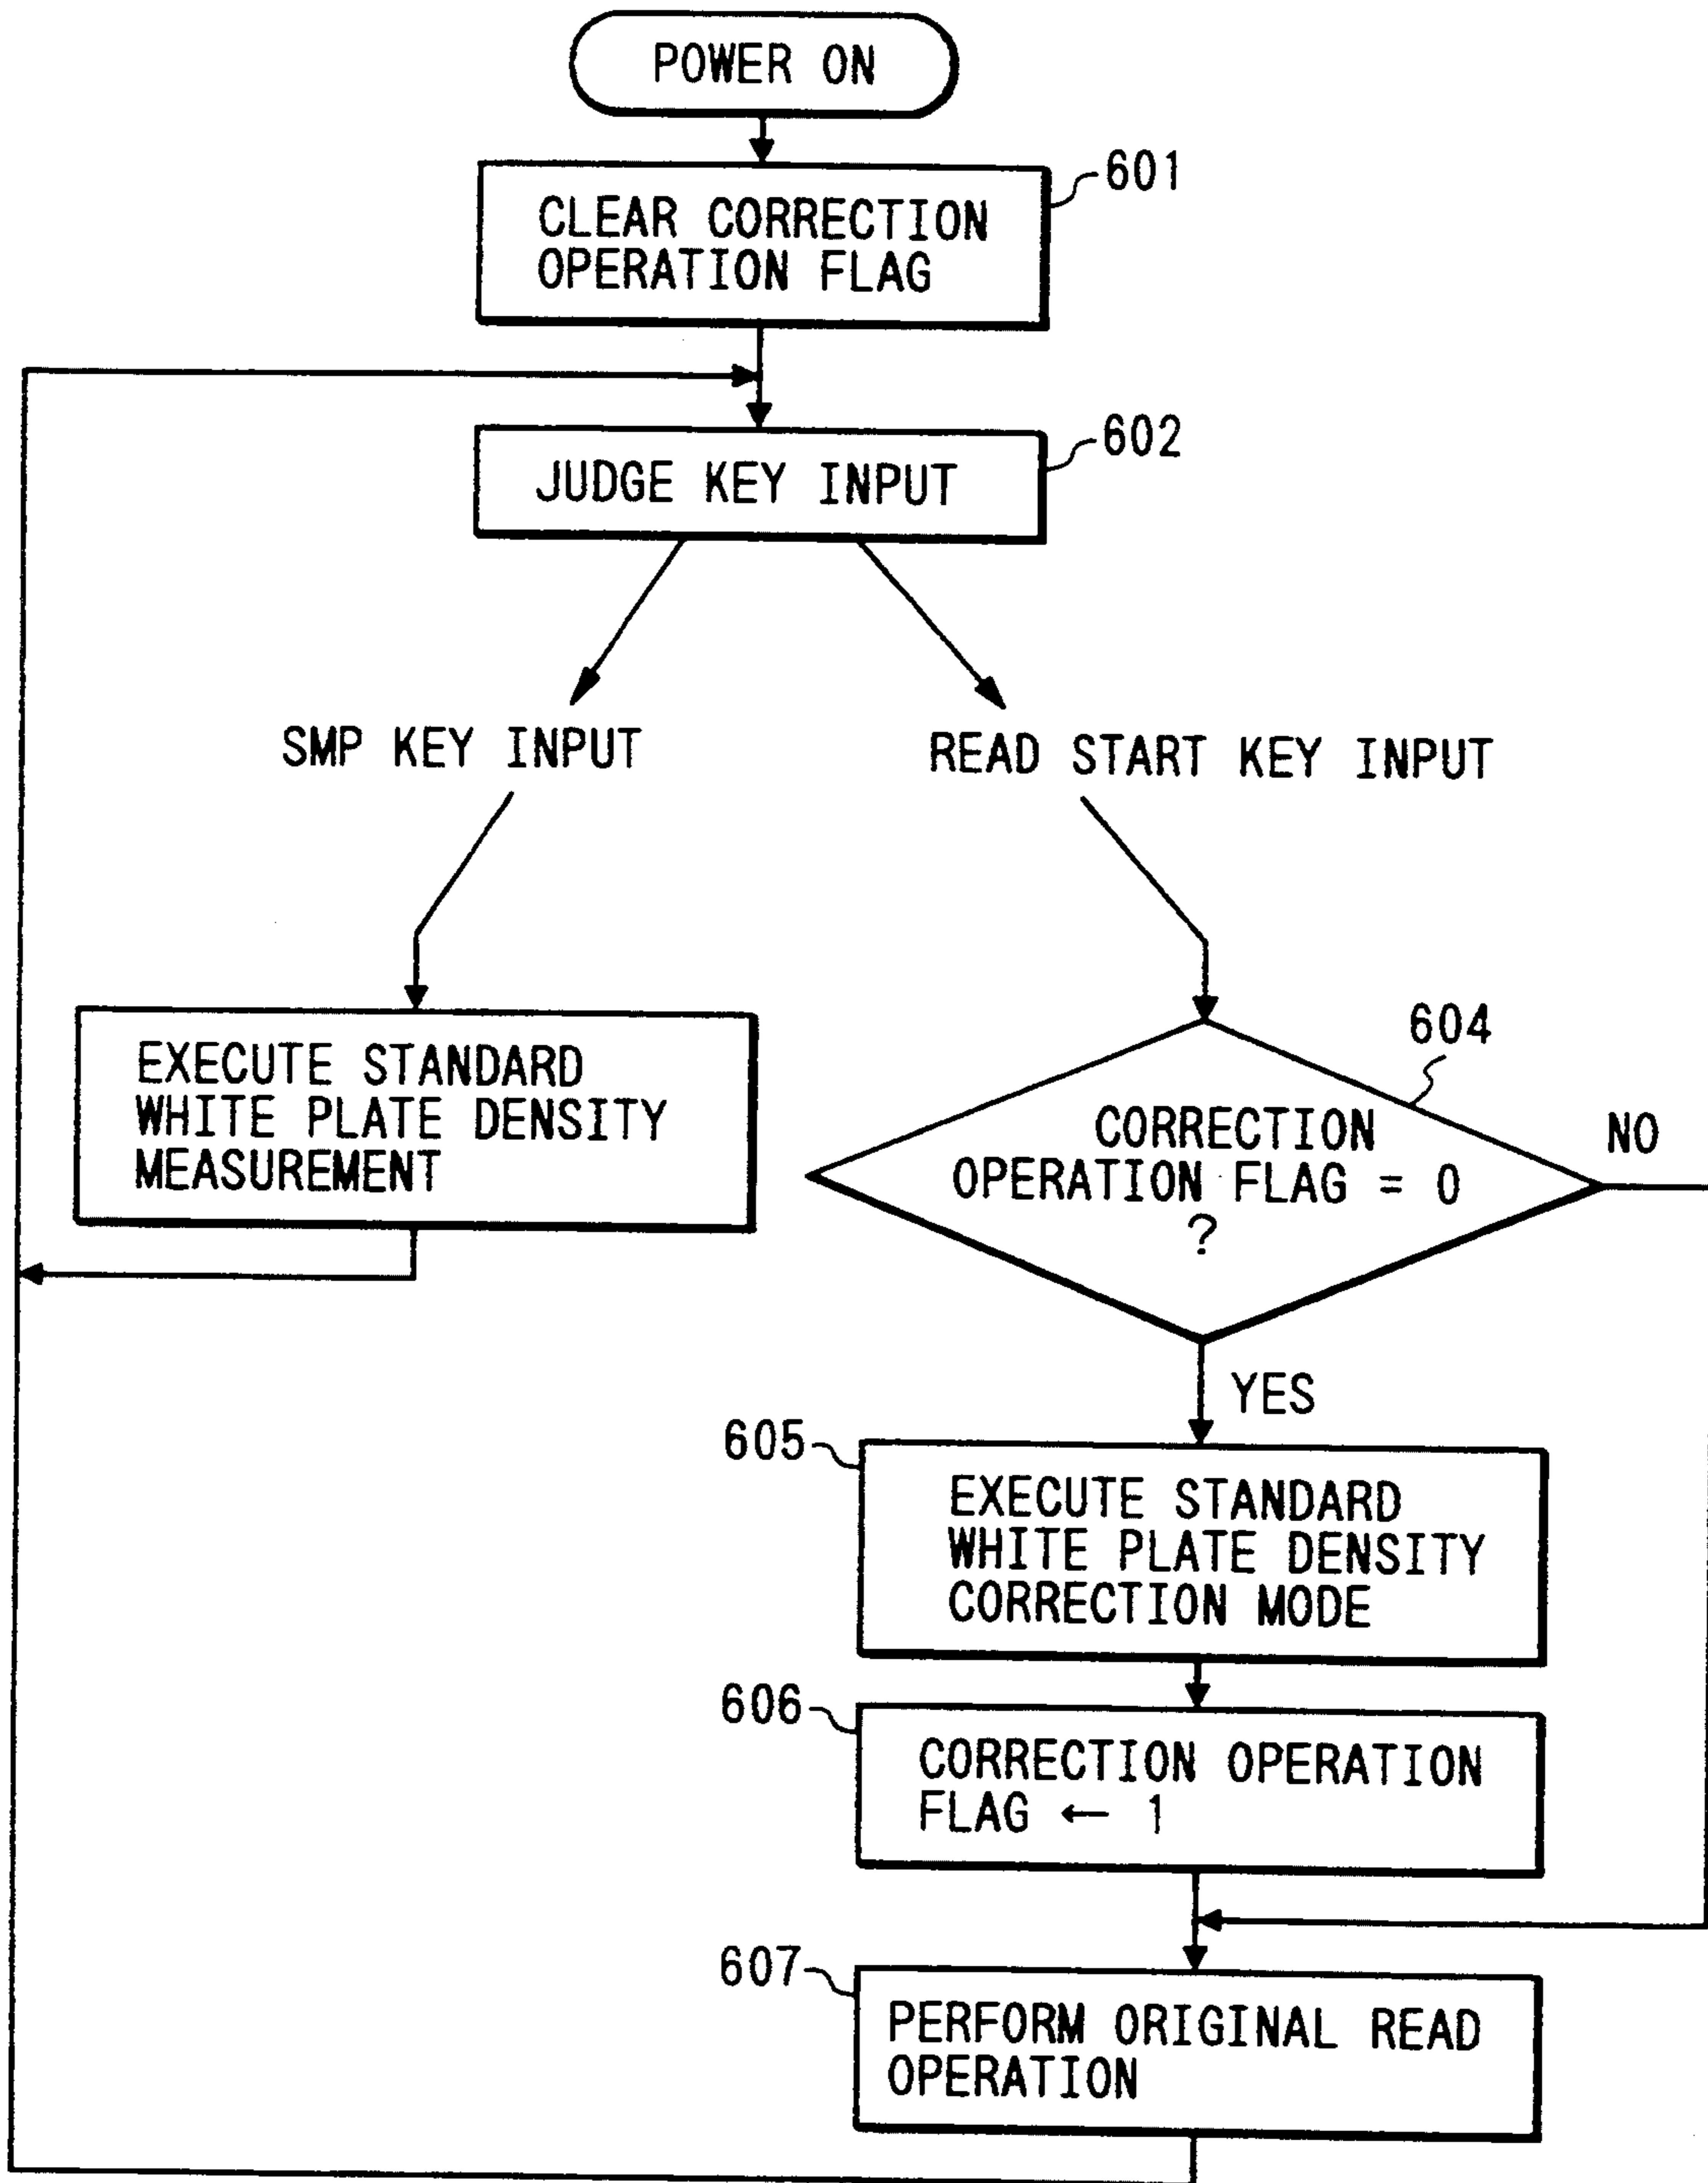 POWER ON
601
CLEAR CORRECTION
OPERATION FLAG
602
JUDGE KEY INPUT
SMP KEY INPUT
READ START KEY INPUT
EXECUTE STANDARD
WHITE PLATE DENSITY
MEASUREMENT
604
CORRECTION
OPERATION FLAG = 0
?
NO
YES
605
EXECUTE STANDARD
WHITE PLATE DENSITY
CORRECTION MODE
606
CORRECTION OPERATION
FLAG ← 1
607
PERFORM ORIGINAL READ
OPERATION